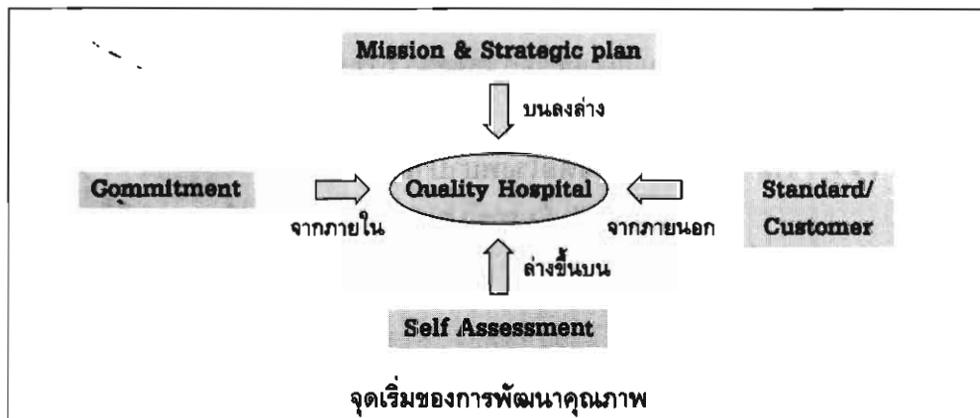 Mission & Strategic plan
บนลงล่าง
Commitment
จากภายใน
Quality Hospital
จากภายนอก
Standard/
Customer
ล่างขึ้นบน
Self Assessment
จุดเริ่มของการพัฒนาคุณภาพ